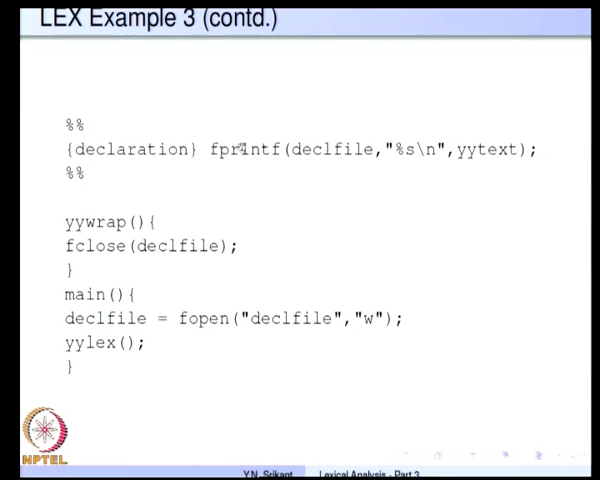 LEX Example 3 (contd.)
%%
{declaration} fprintf(declfile,"%s\n",yytext);
%%
yywrap(){
fclose(declfile);
}
main(){
declfile = fopen("declfile","w");
yylex();
}
NPTEL
Y.N. Srikant Lexical Analysis - Part 3